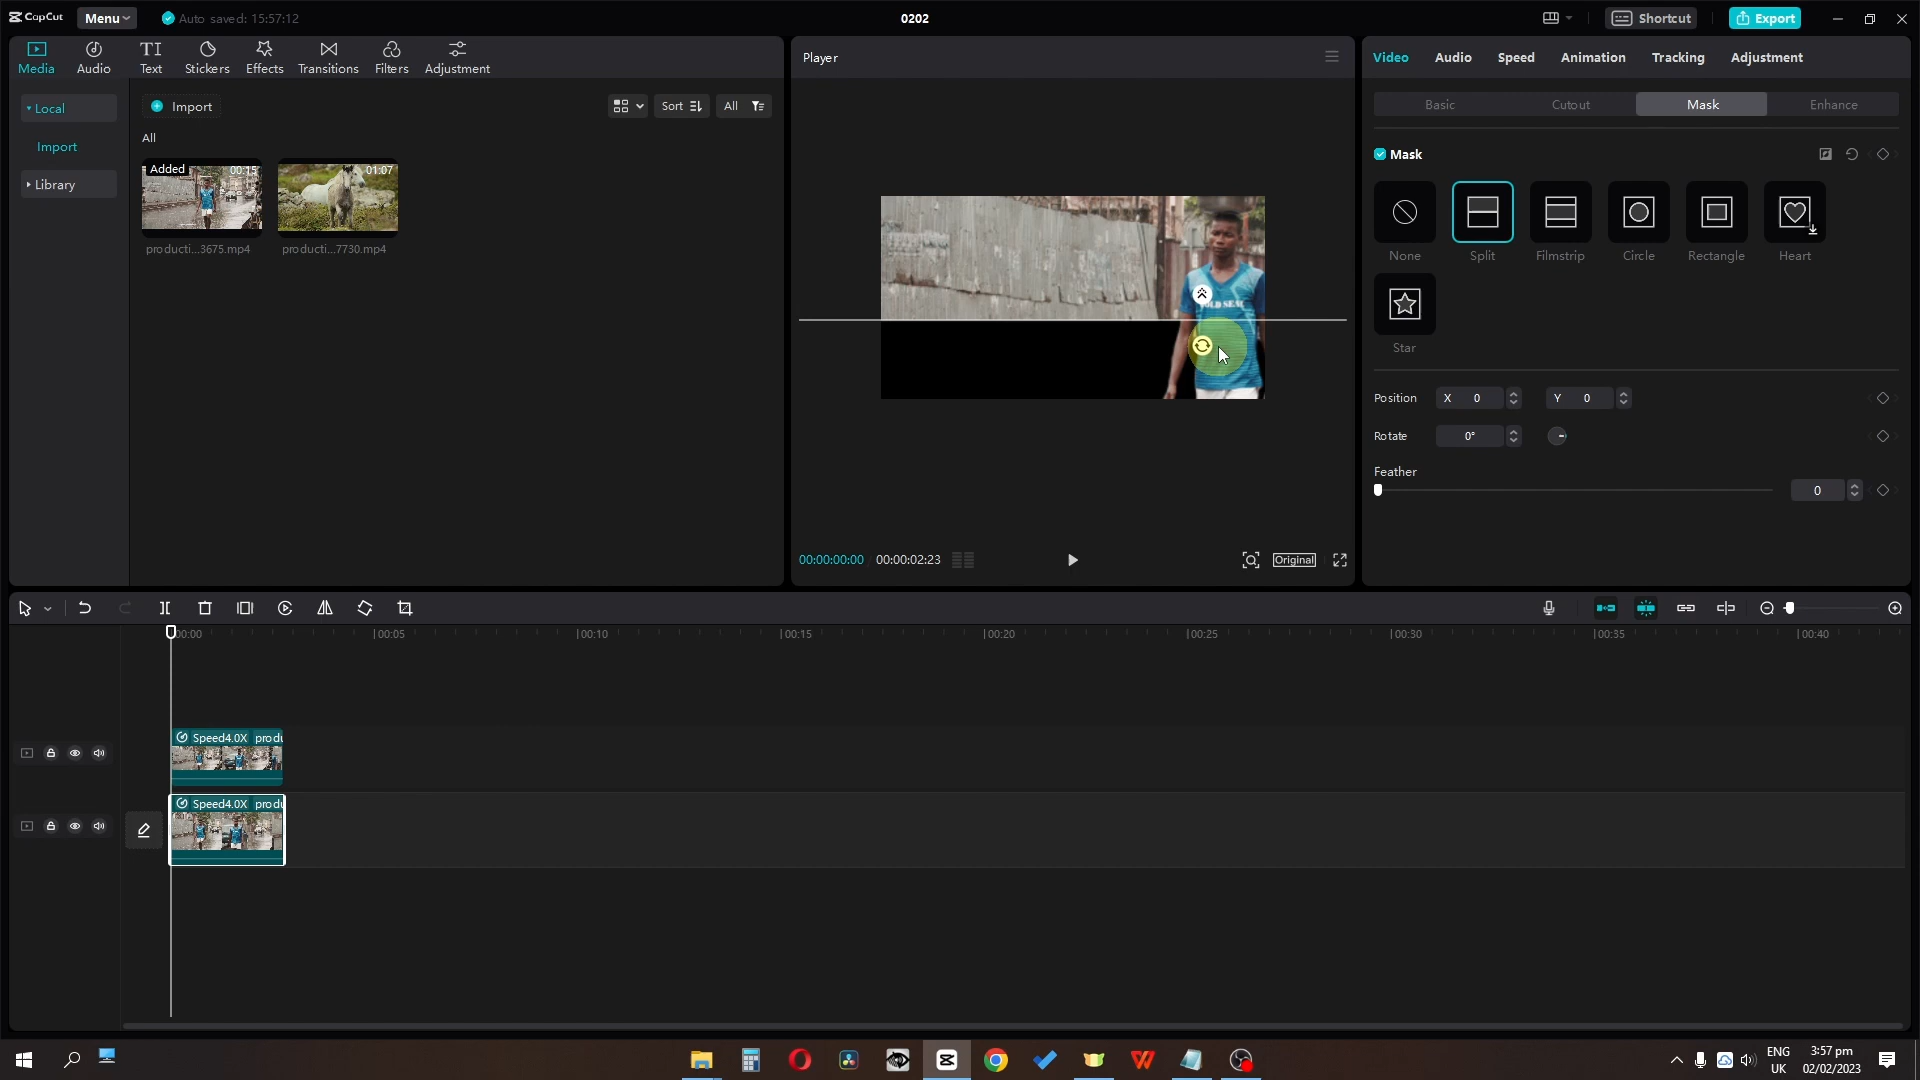 CapCut
Menu
Auto saved: 15:57:12
0202
Shortcut
Export
Media
Audio
Text
Stickers
Effects
Transitions
Filters
Adjustment
Local
Import
Library
Import
Sort
All
All
Added
00:15
producti...3675.mp4
01:07
producti...7730.mp4
Player
00:00:00:00
00:00:02:23
Original
Video
Audio
Speed
Animation
Tracking
Adjustment
Basic
Cutout
Mask
Enhance
Mask
None
Split
Filmstrip
Circle
Rectangle
Heart
Star
Position X 0 Y 0
Rotate 0°
Feather
0
00:00
00:05
00:10
00:15
00:20
00:25
00:30
00:35
00:40
Speed4.0X produ
Speed4.0X produ
ENG
UK
3:57 pm
02/02/2023